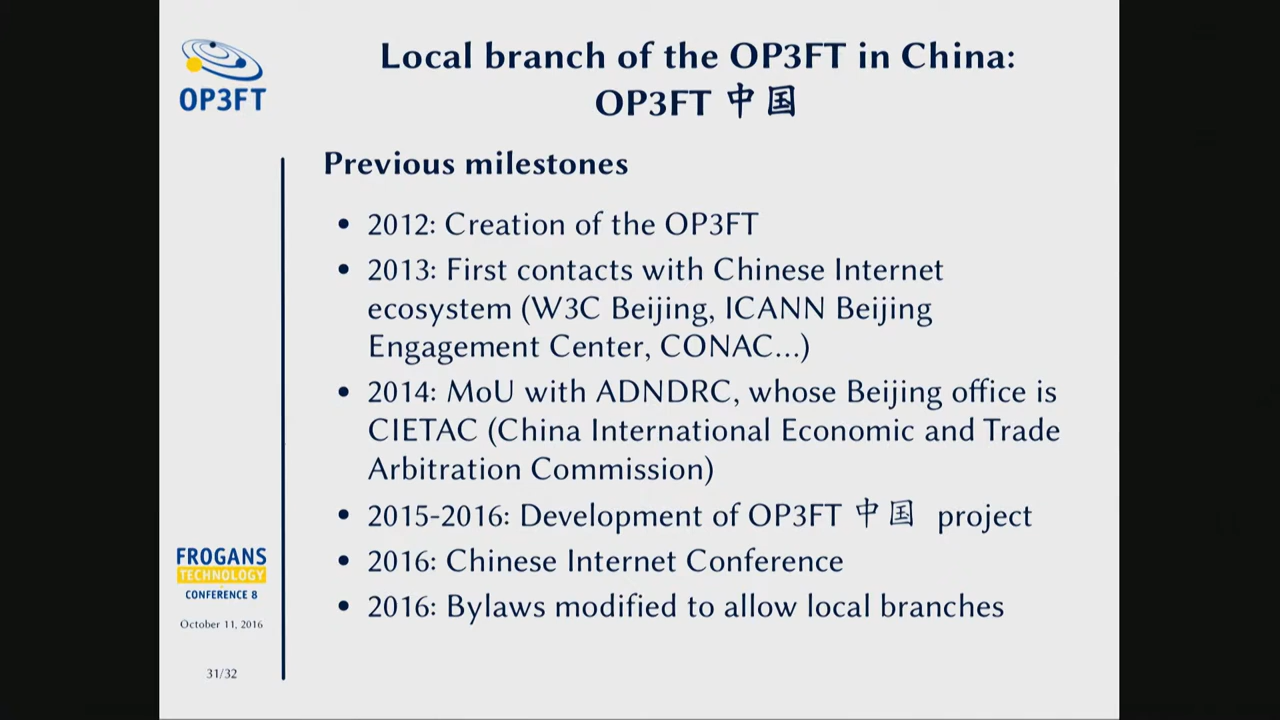 OP3FT
Local branch of the OP3FT in China:
OP3FT 中国
Previous milestones
• 2012: Creation of the OP3FT
• 2013: First contacts with Chinese Internet
ecosystem (W3C Beijing, ICANN Beijing
Engagement Center, CONAC...)
• 2014: MoU with ADNDRC, whose Beijing office is
CIETAC (China International Economic and Trade
Arbitration Commission)
• 2015-2016: Development of OP3FT 中国 project
• 2016: Chinese Internet Conference
• 2016: Bylaws modified to allow local branches
FROGANS
TECHNOLOGY
CONFERENCE 8
October 11, 2016
31/32